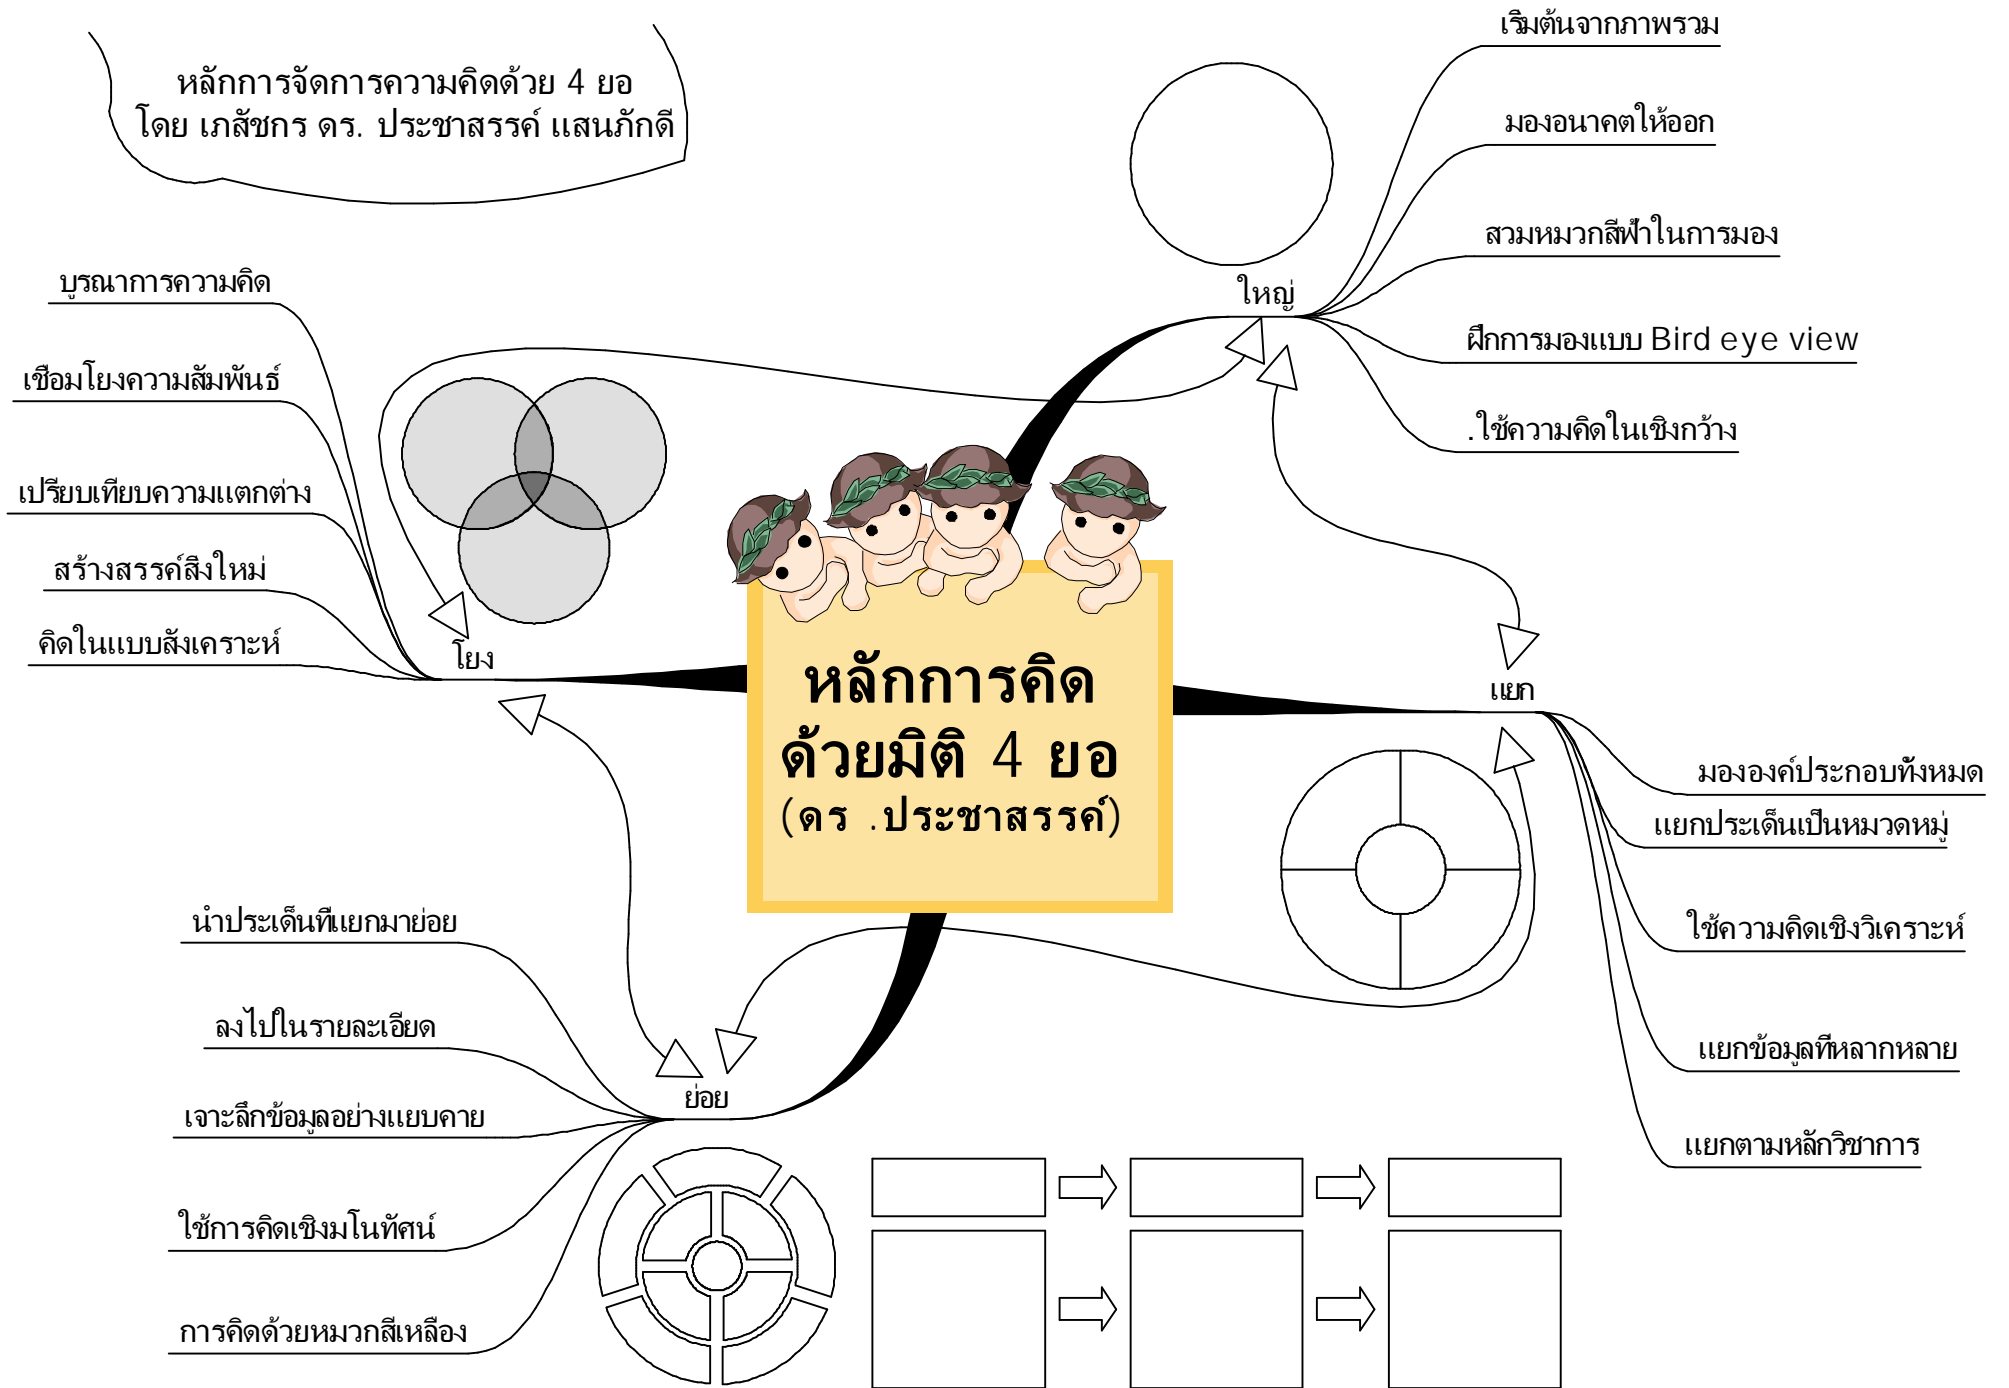 หลักการจัดการความคิดด้วย 4 ยอ
โดย เภสัชกร ดร. ประชาสรรค์ แสนภักดี
หลักการคิด
ด้วยมิติ 4 ยอ
(ดร .ประชาสรรค์)
ใหญ่
เริ่มต้นจากภาพรวม
มองอนาคตให้ออก
สวมหมวกสีฟ้าในการมอง
ฝึกการมองแบบ Bird eye view
.ใช้ความคิดในเชิงกว้าง
แยก
มององค์ประกอบทั้งหมด
แยกประเด็นเป็นหมวดหมู่
ใช้ความคิดเชิงวิเคราะห์
แยกข้อมูลที่หลากหลาย
แยกตามหลักวิชาการ
ย่อย
นำประเด็นที่แยกมาย่อย
ลงไปในรายละเอียด
เจาะลึกข้อมูลอย่างแยบคาย
ใช้การคิดเชิงมโนทัศน์
การคิดด้วยหมวกสีเหลือง
โยง
บูรณาการความคิด
เชื่อมโยงความสัมพันธ์
เปรียบเทียบความแตกต่าง
สร้างสรรค์สิ่งใหม่
คิดในแบบสังเคราะห์